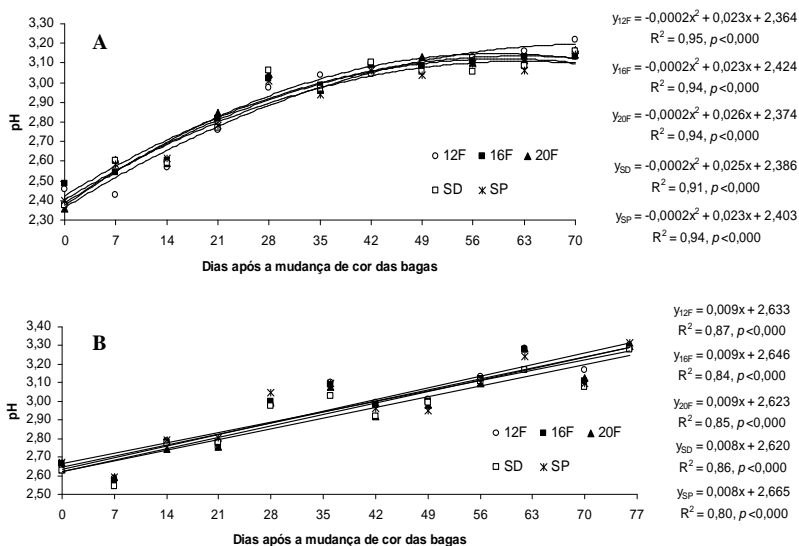 A
pH
3,30
3,20
3,10
3,00
2,90
2,80
2,70
2,60
2,50
2,40
2,30
2,20
0 7 14 21 28 35 42 49 56 63 70
Dias após a mudança de cor das bagas
12F 16F 20F
SD SP
y12F = -0,0002x² + 0,023x + 2,364
R² = 0,95, p<0,000
y16F = -0,0002x² + 0,023x + 2,424
R² = 0,94, p<0,000
y20F = -0,0002x² + 0,026x + 2,374
R² = 0,94, p<0,000
ySD = -0,0002x² + 0,025x + 2,386
R² = 0,91, p<0,000
ySP = -0,0002x² + 0,023x + 2,403
R² = 0,94, p<0,000
B
pH
3,40
3,30
3,20
3,10
3,00
2,90
2,80
2,70
2,60
2,50
0 7 14 21 28 36 42 49 56 62 70 77
Dias após a mudança de cor das bagas
12F 16F 20F
SD SP
y12F = 0,009x + 2,633
R² = 0,87, p<0,000
y16F = 0,009x + 2,646
R² = 0,84, p<0,000
y20F = 0,009x + 2,623
R² = 0,85, p<0,000
ySD = 0,008x + 2,620
R² = 0,86, p<0,000
ySP = 0,008x + 2,665
R² = 0,80, p<0,000